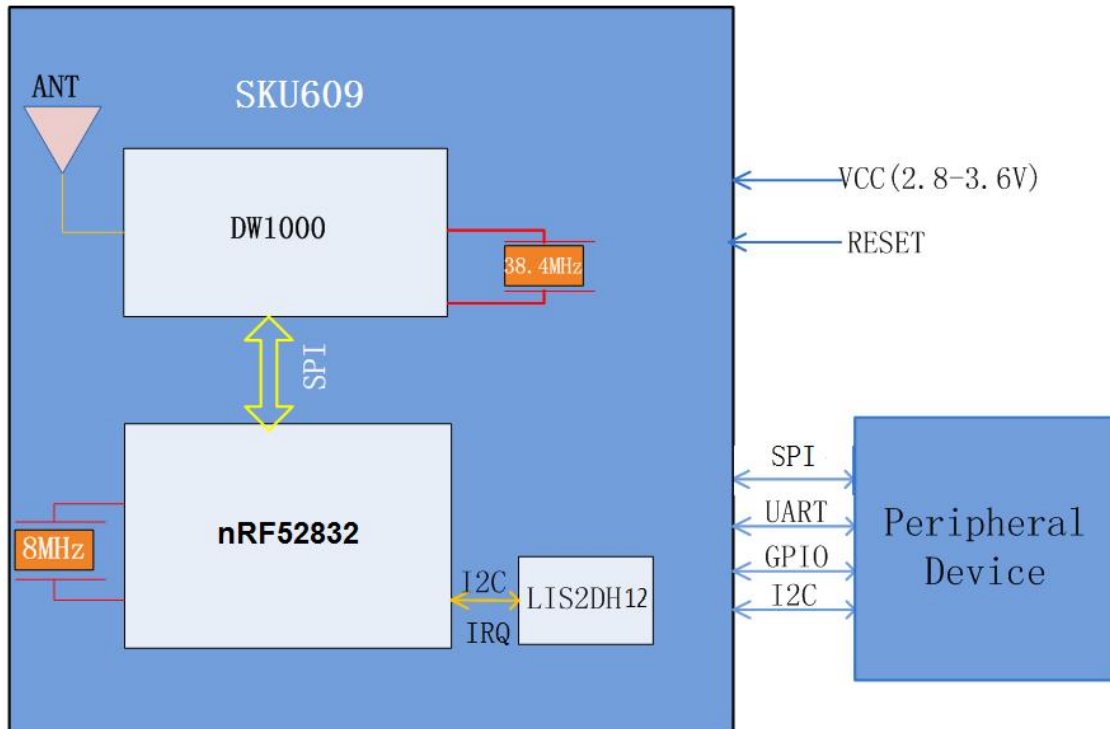 ANT
SKU609
DW1000
38.4MHz
VCC(2.8-3.6V)
RESET
SPI
nRF52832
8MHz
I2C
IRQ
LIS2DH12
SPI
UART
GPIO
I2C
Peripheral
Device